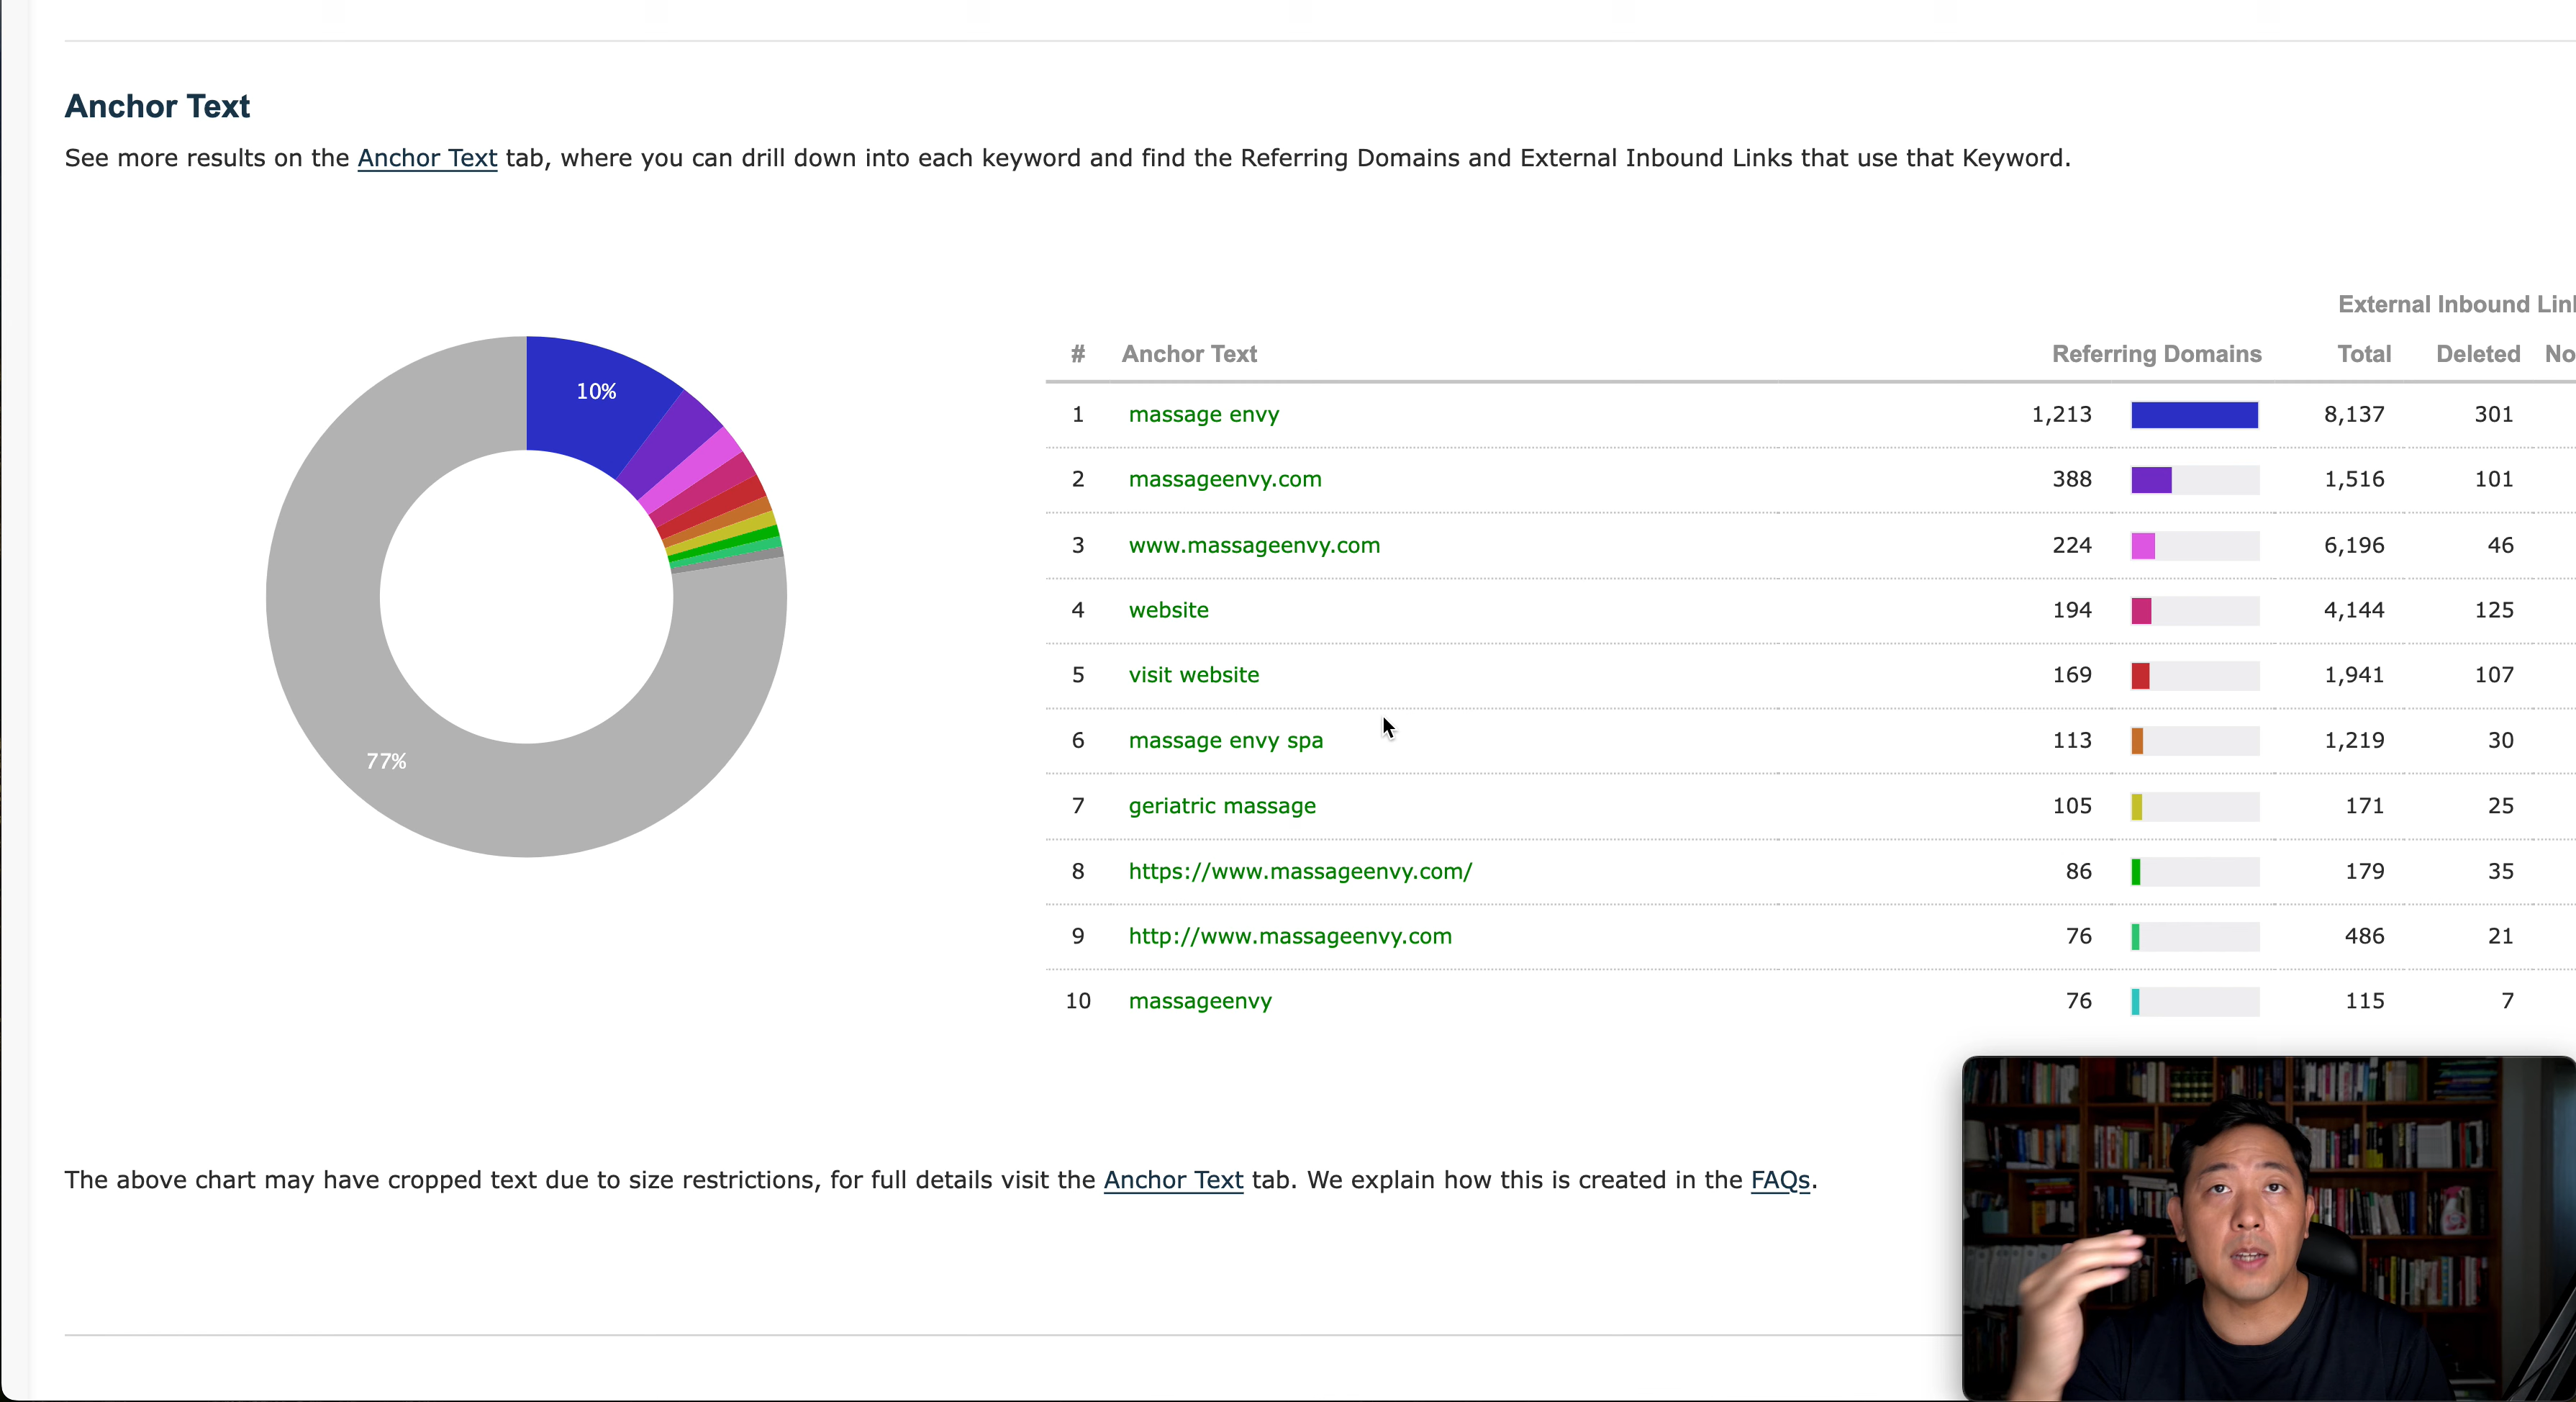 Anchor Text
See more results on the Anchor Text tab, where you can drill down into each keyword and find the Referring Domains and External Inbound Links that use that Keyword.
10%
77%
External Inbound Lin
# Anchor Text Referring Domains Total Deleted No
1 massage envy 1,213 8,137 301
2 massageenvy.com 388 1,516 101
3 www.massageenvy.com 224 6,196 46
4 website 194 4,144 125
5 visit website 169 1,941 107
6 massage envy spa 113 1,219 30
7 geriatric massage 105 171 25
8 https://www.massageenvy.com/ 86 179 35
9 http://www.massageenvy.com 76 486 21
10 massageenvy 76 115 7
The above chart may have cropped text due to size restrictions, for full details visit the Anchor Text tab. We explain how this is created in the FAQs.